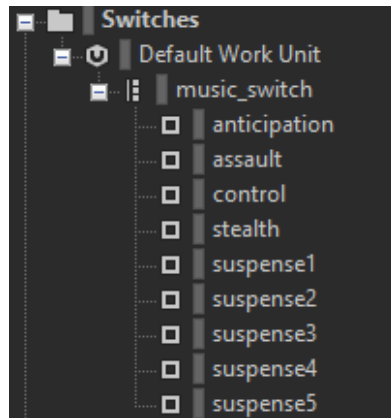 Switches
Default Work Unit
music_switch
anticipation
assault
control
stealth
suspense1
suspense2
suspense3
suspense4
suspense5